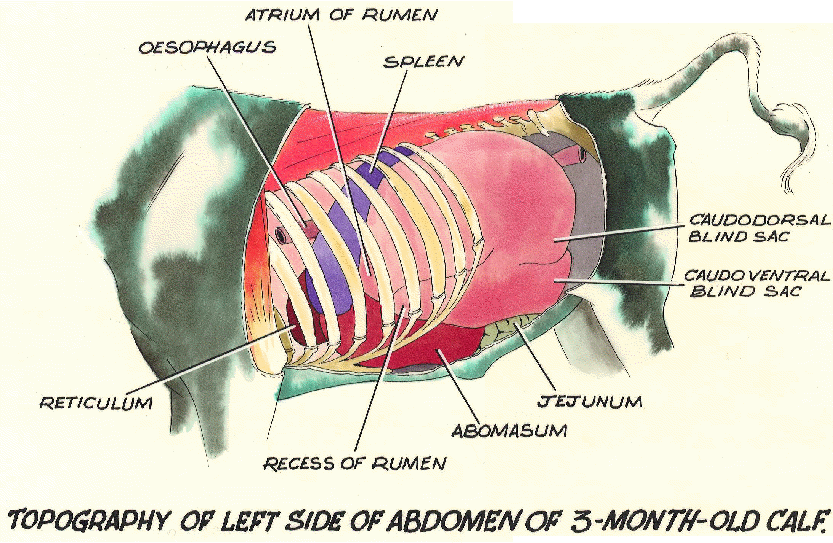 ATRIUM OF RUMEN
OESOPHAGUS
SPLEEN
CAUDODORSAL
BLIND SAC
CAUDOVENTRAL
BLIND SAC
RETICULUM
JEJUNUM
ABOMASUM
RECESS OF RUMEN
TOPOGRAPHY OF LEFT SIDE OF ABDOMEN OF 3-MONTH-OLD CALF.